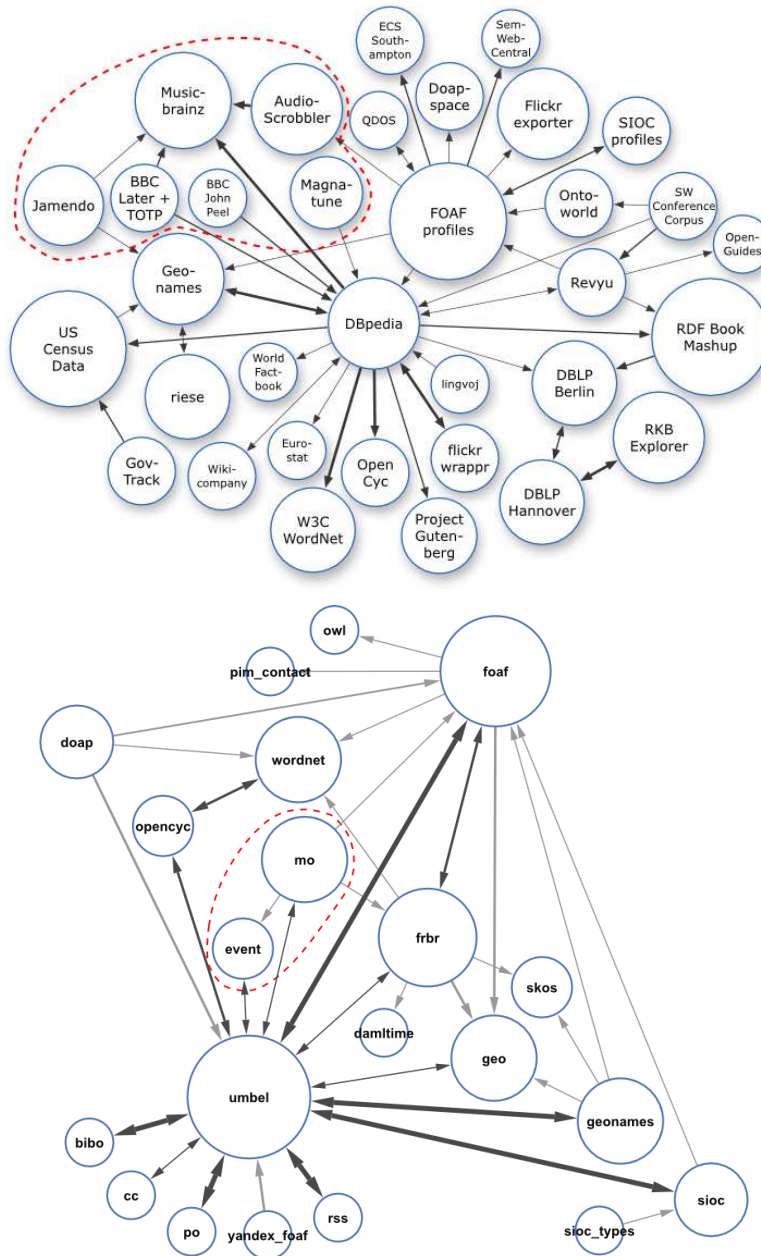 ECS
South-
ampton
Sem-
Web-
Central
Music-
brainz
Audio-
Scrobbler
QDOS
Doap-
space
Flickr
exporter
SIOC
profiles
Jamendo
BBC
Later +
TOTP
BBC
John
Peel
Magna-
tune
FOAF
profiles
Onto-
world
SW
Conference
Corpus
Open-
Guides
Geo-
names
Revyu
US
Census
Data
DBpedia
RDF Book
Mashup
World
Fact-
book
lingvoj
DBLP
Berlin
riese
RKB
Explorer
Gov-
Track
Wiki-
company
Euro-
stat
Open
Cyc
flickr
wrappr
DBLP
Hannover
W3C
WordNet
Project
Guten-
berg
owl
pim_contact
foaf
doap
wordnet
opencyc
mo
event
frbr
skos
damltime
geo
umbel
geonames
bibo
cc
po
yandex_foaf
rss
sioc
sioc_types